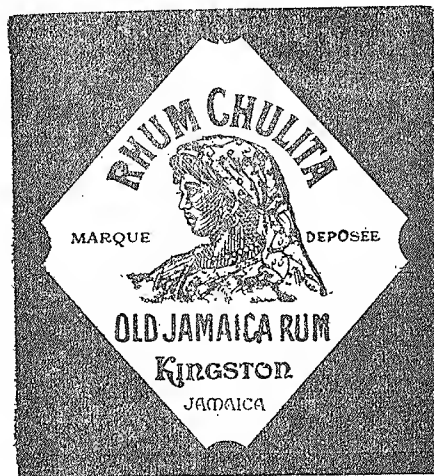 RHUM CHULITA
MARQUE DEPOSÉE
OLD JAMAICA RUM
KINGSTON
JAMAICA